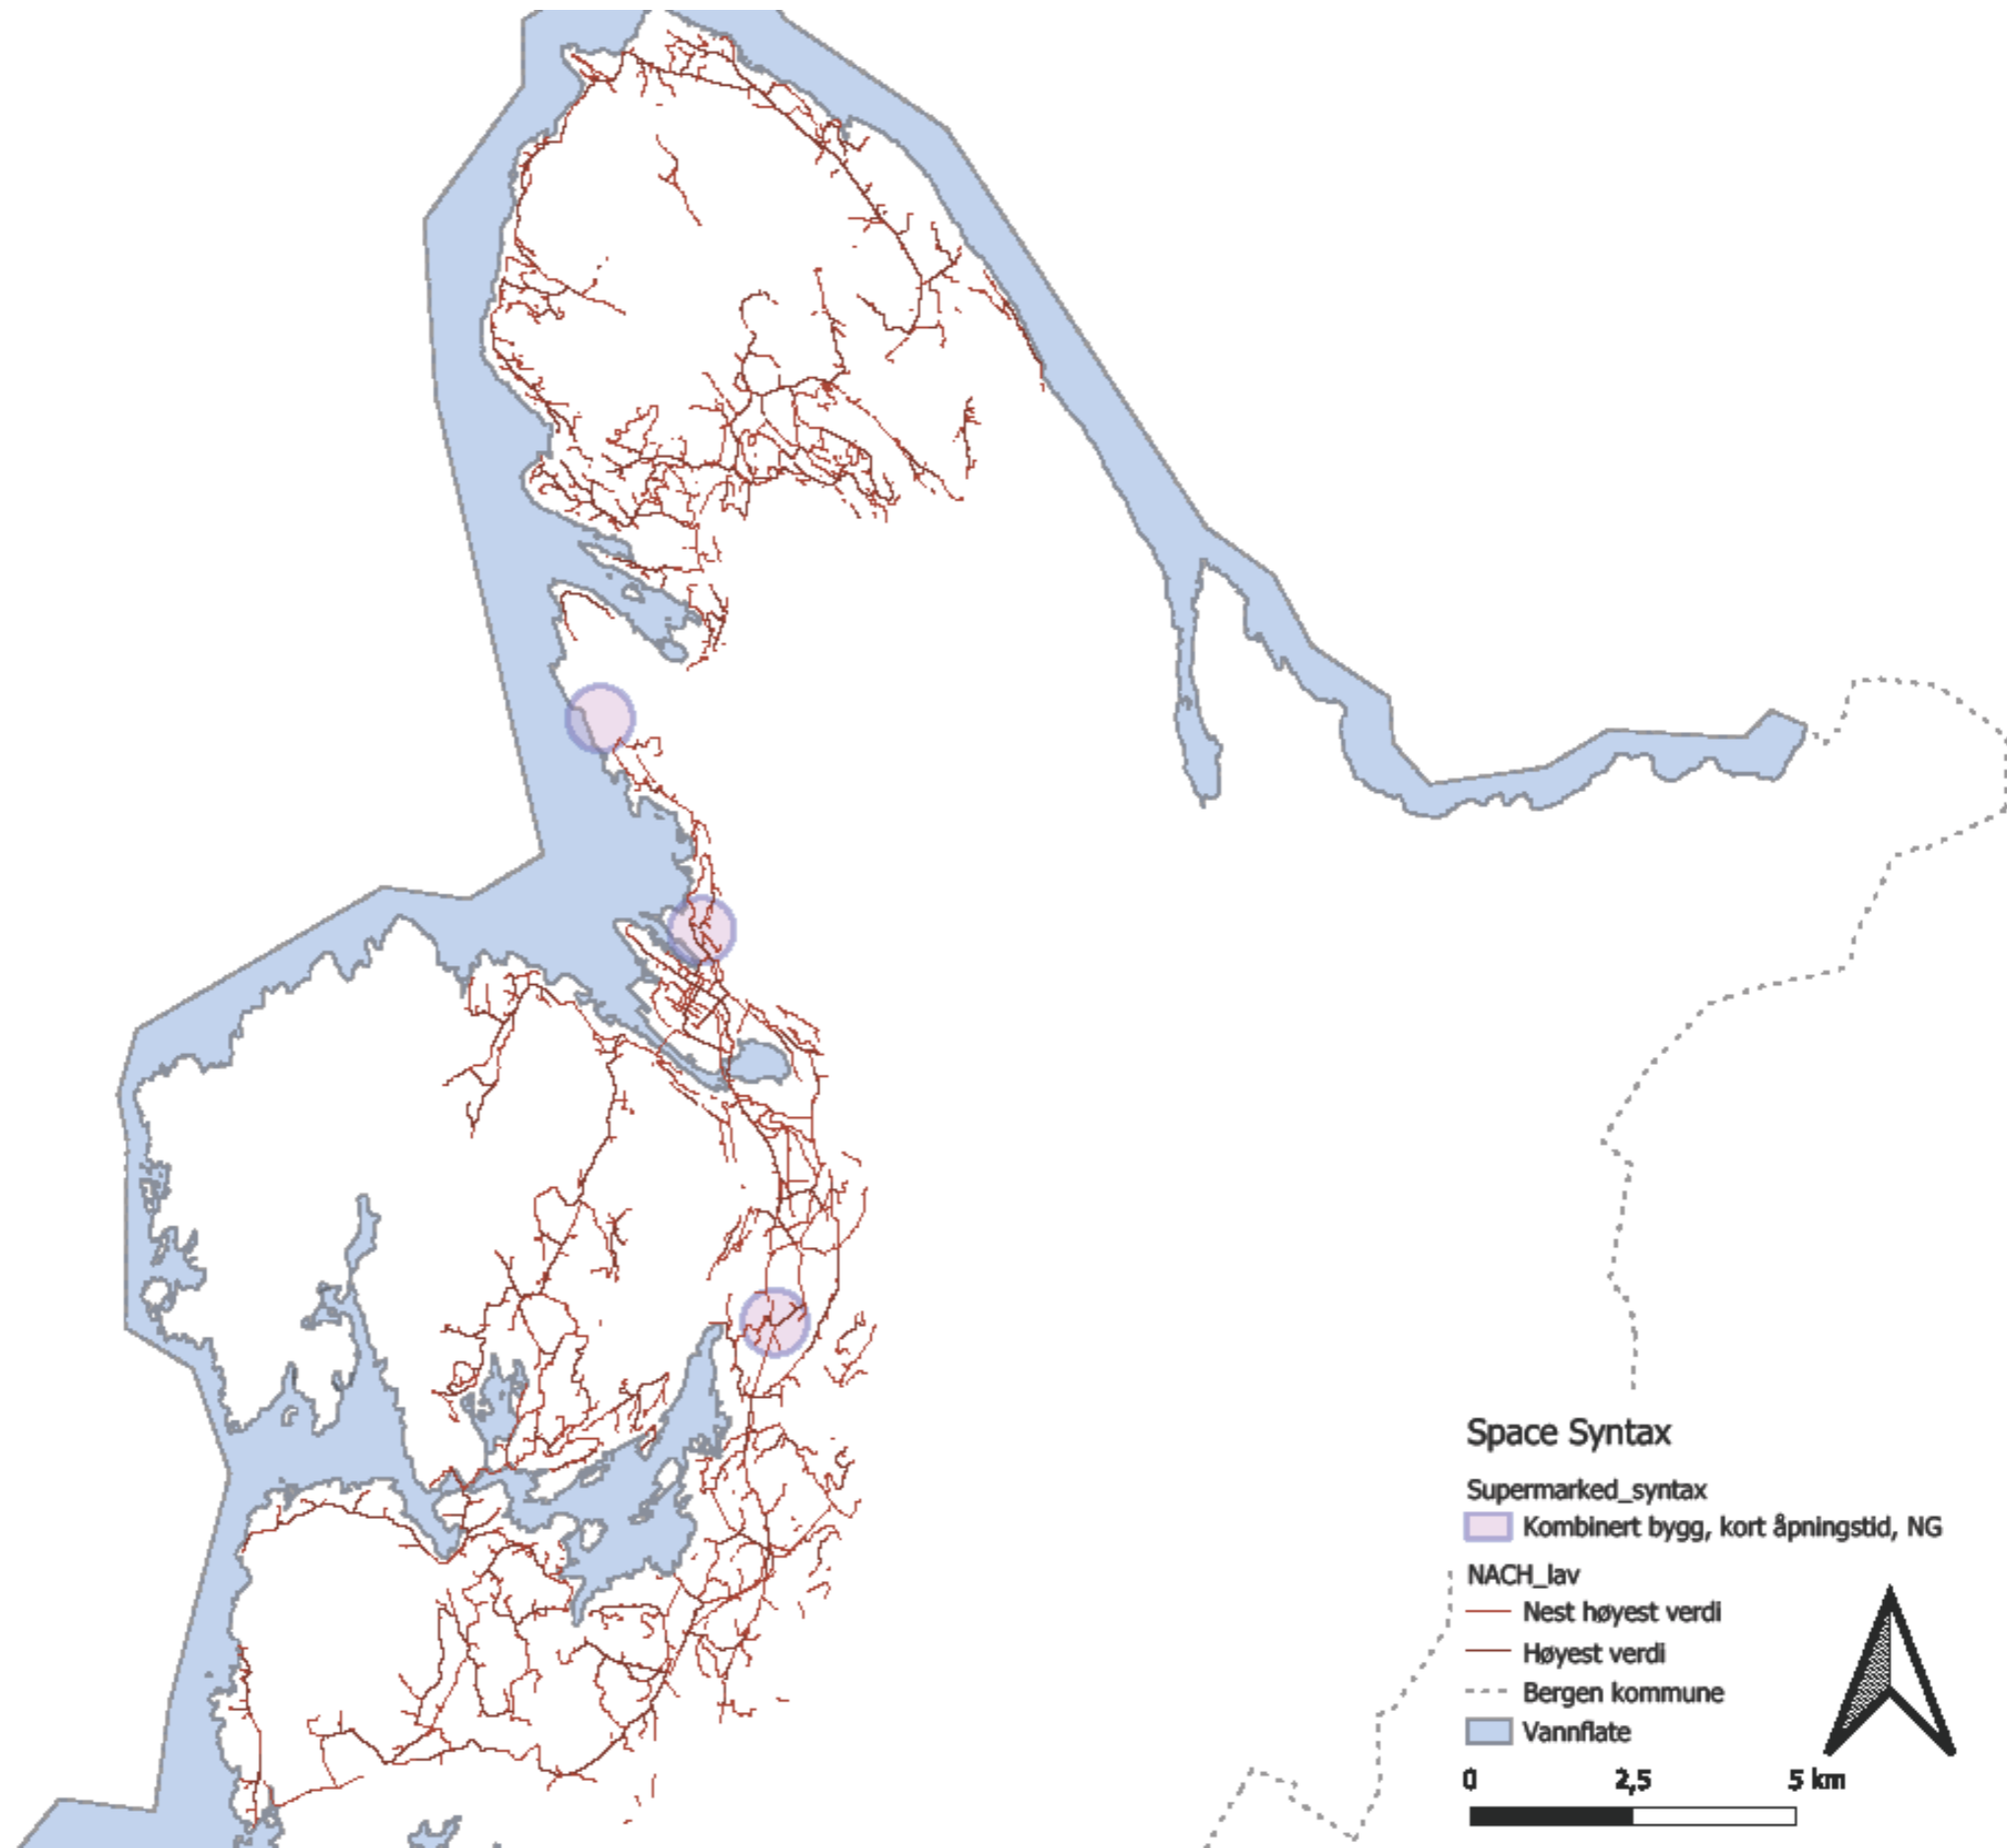 Space Syntax
Supermarked_syntax
Kombinert bygg, kort åpningstid, NG
NACH_lav
Nest høyest verdi
Høyest verdi
Bergen kommune
Vannflate
0 2,5 5 km